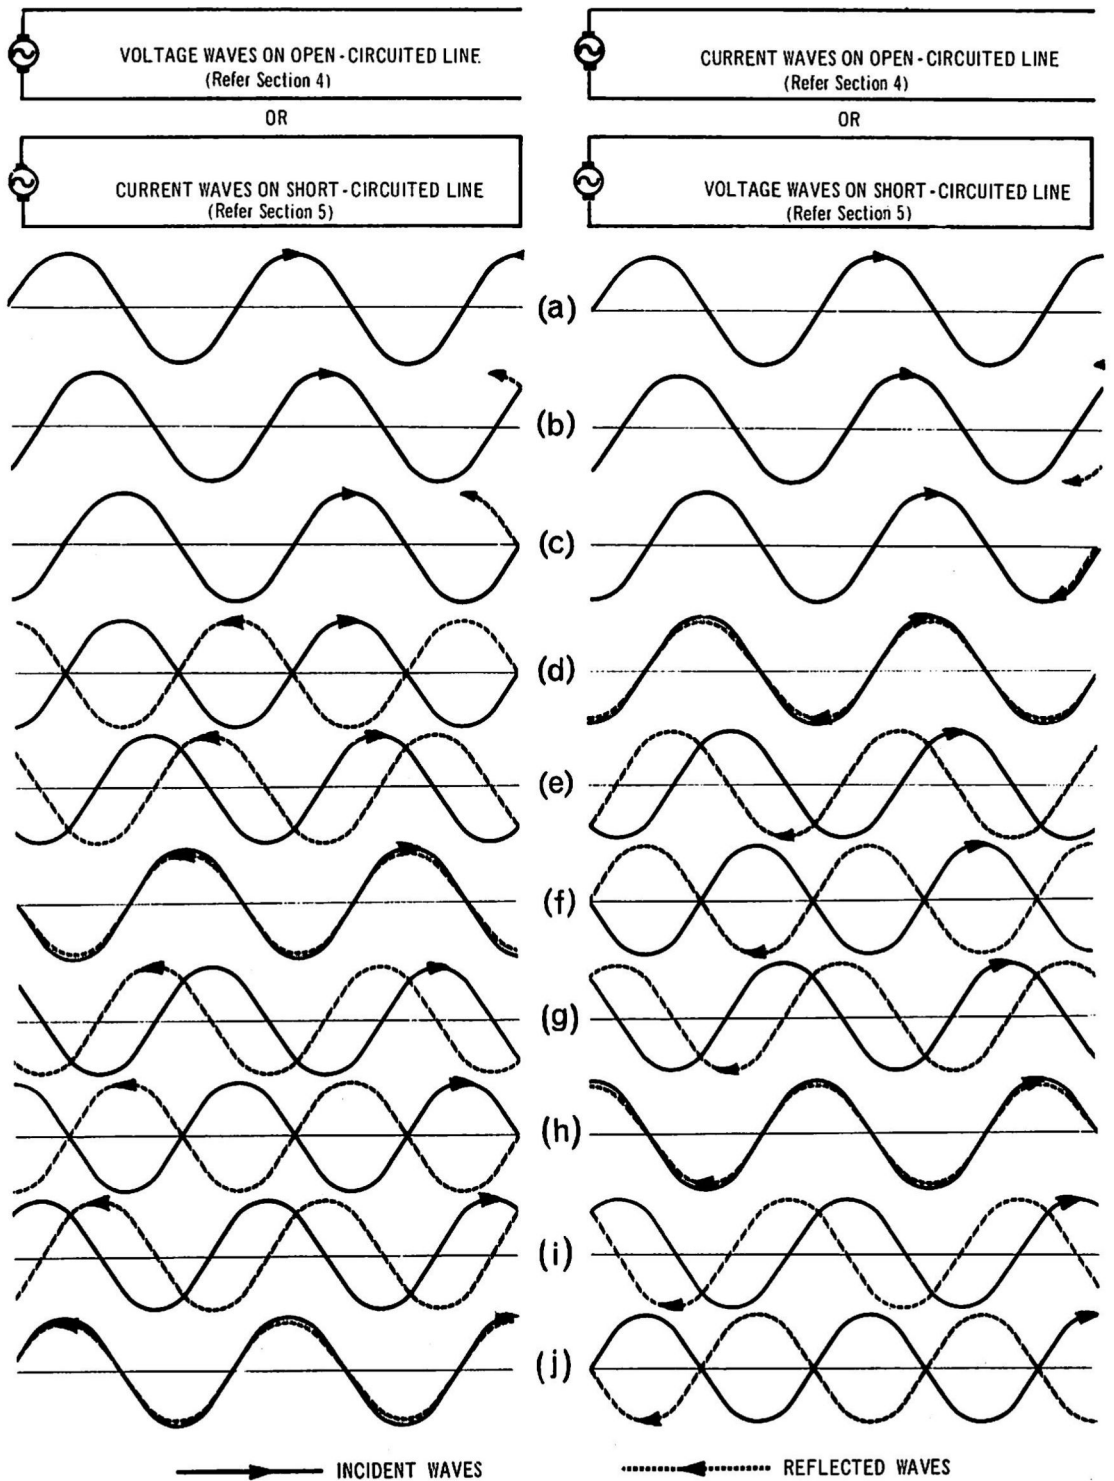 VOLTAGE WAVES ON OPEN-CIRCUITED LINE.
(Refer Section 4)
OR
CURRENT WAVES ON SHORT-CIRCUITED LINE
(Refer Section 5)
CURRENT WAVES ON OPEN-CIRCUITED LINE
(Refer Section 4)
OR
VOLTAGE WAVES ON SHORT-CIRCUITED LINE
(Refer Section 5)
(a)
(b)
(c)
(d)
(e)
(f)
(g)
(h)
(i)
(j)
INCIDENT WAVES
REFLECTED WAVES